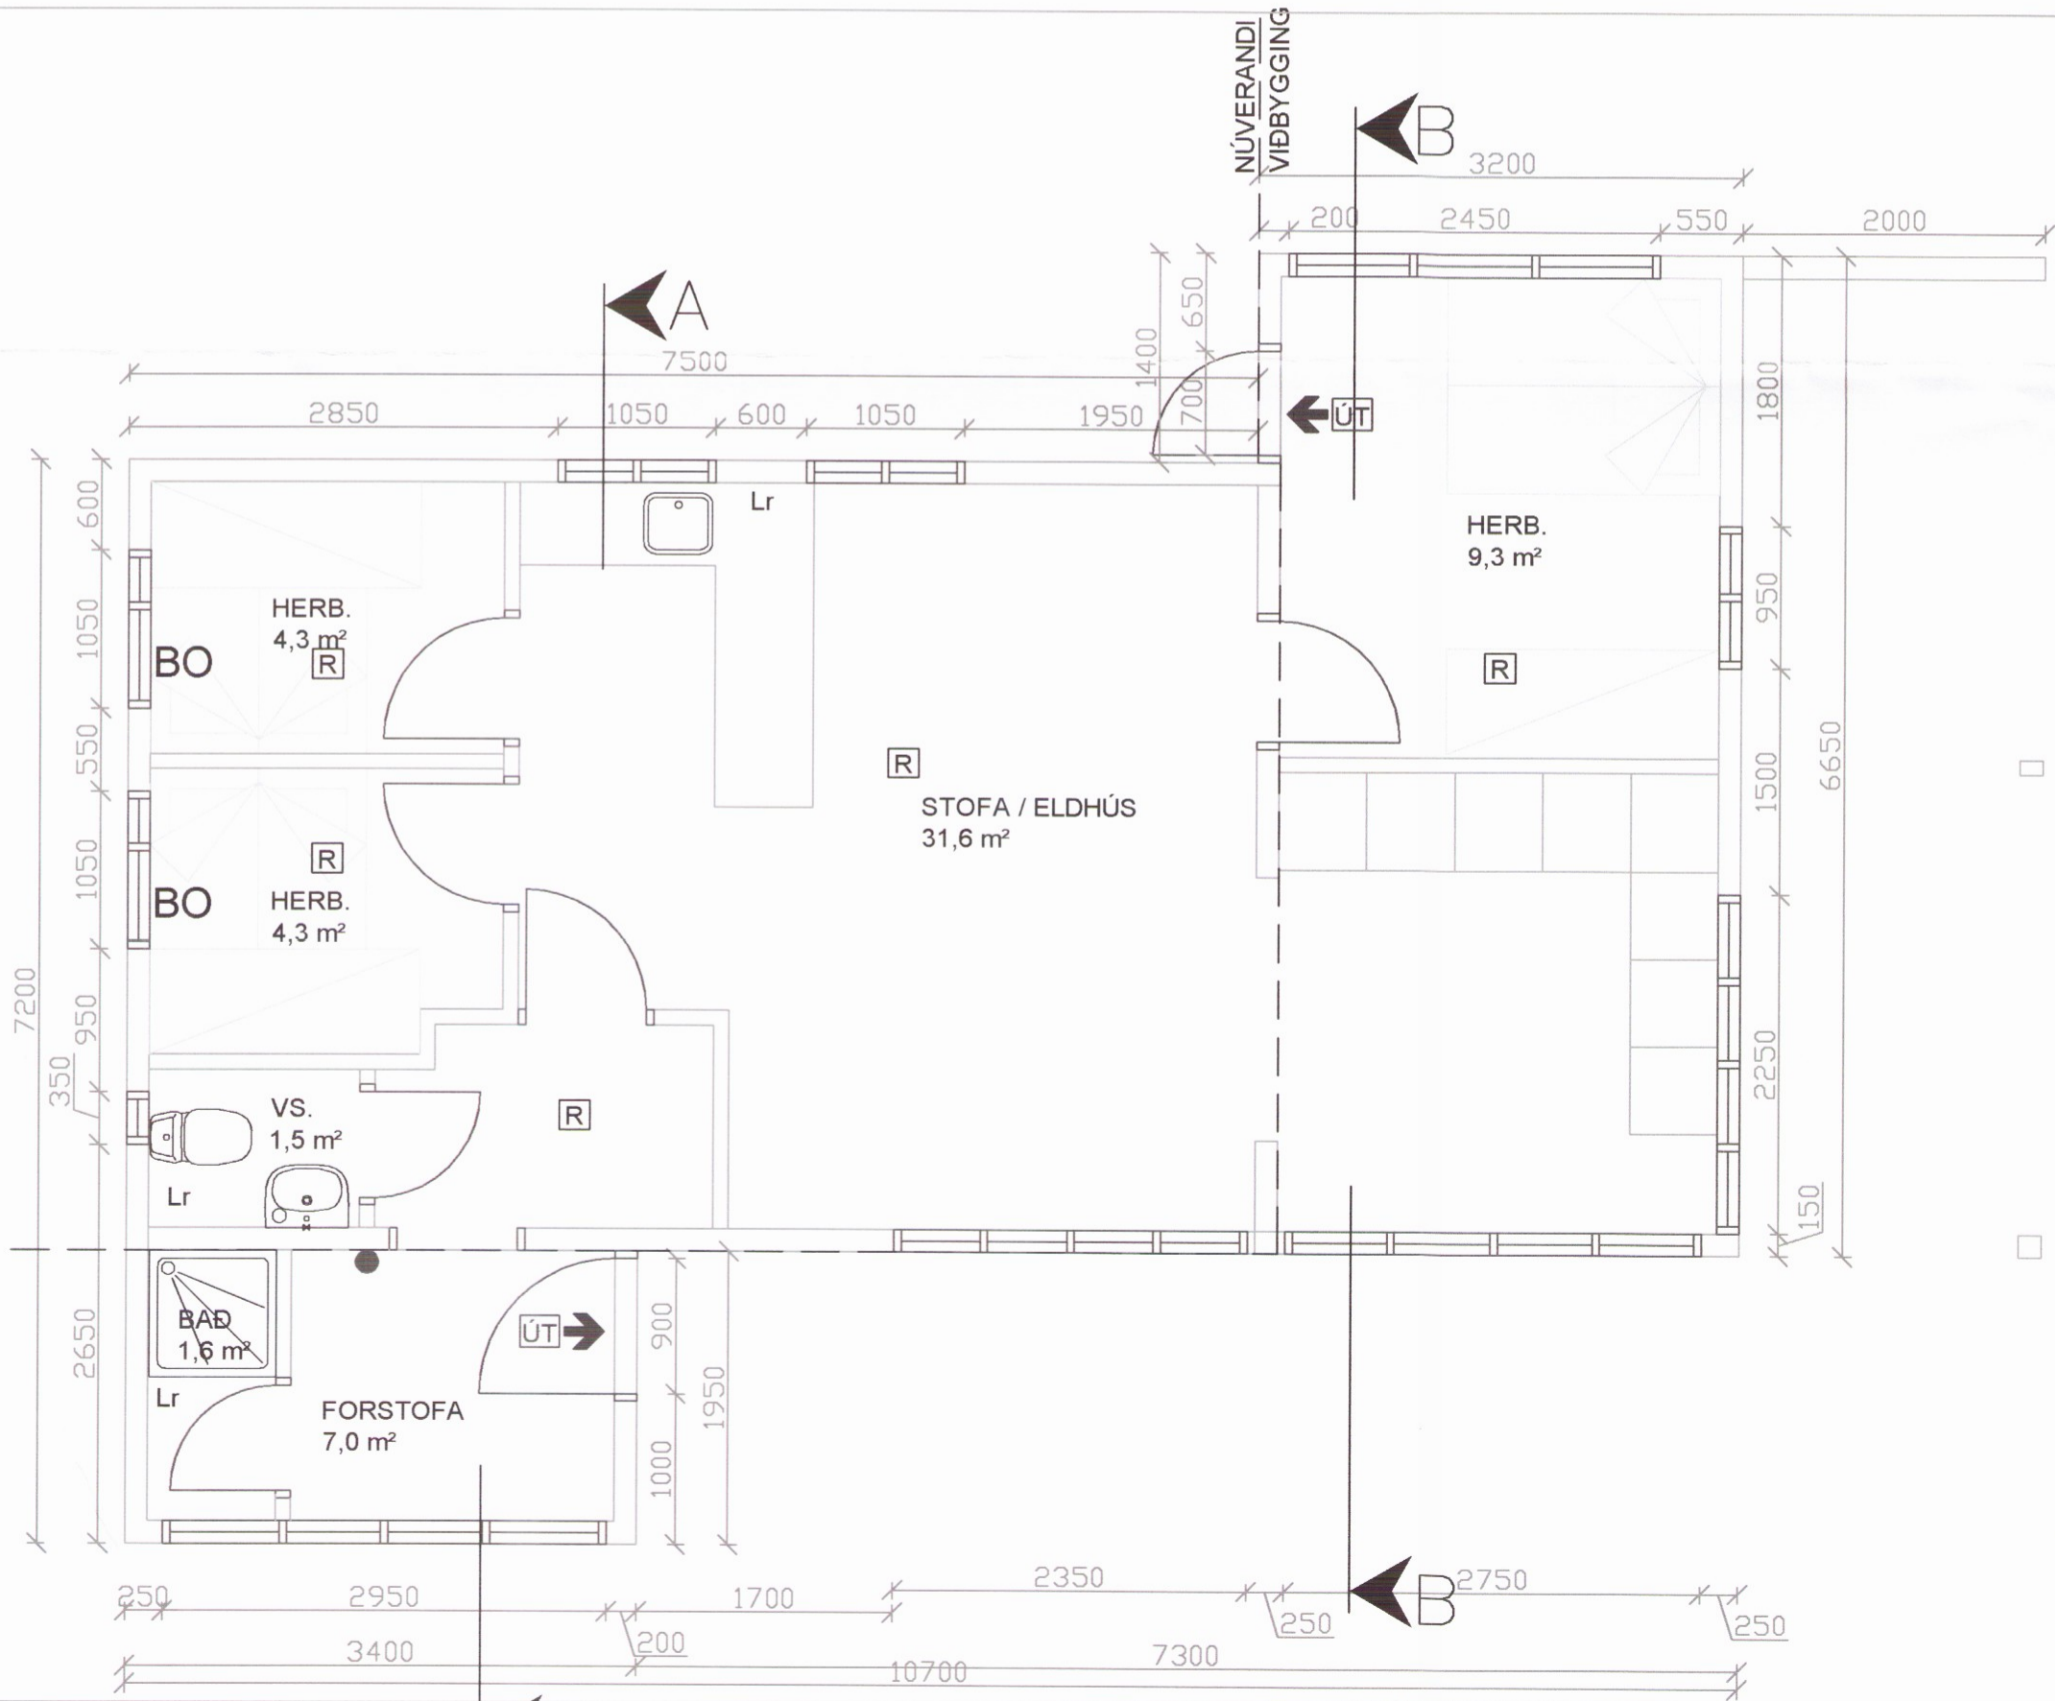 NÚVERANDI
VIÐBYGGING
B
3200
200
2450
550
2000
A
7500
650
1400
700
2850
1050
600
1050
1950
ÚT
1800
600
Lr
HERB.
9,3 m²
950
HERB.
4,3 m²
BO
R
R
1050
550
R
STOFA / ELDHÚS
31,6 m²
1500
6650
R
BO
HERB.
4,3 m²
1050
7200
950
350
VS.
1,5 m²
R
Lr
2250
150
BAÐ
1,6 m²
ÚT
900
2650
Lr
1950
FORSTOFA
7,0 m²
1000
250
2950
1700
2350
B
2750
200
250
250
3400
7300
10700